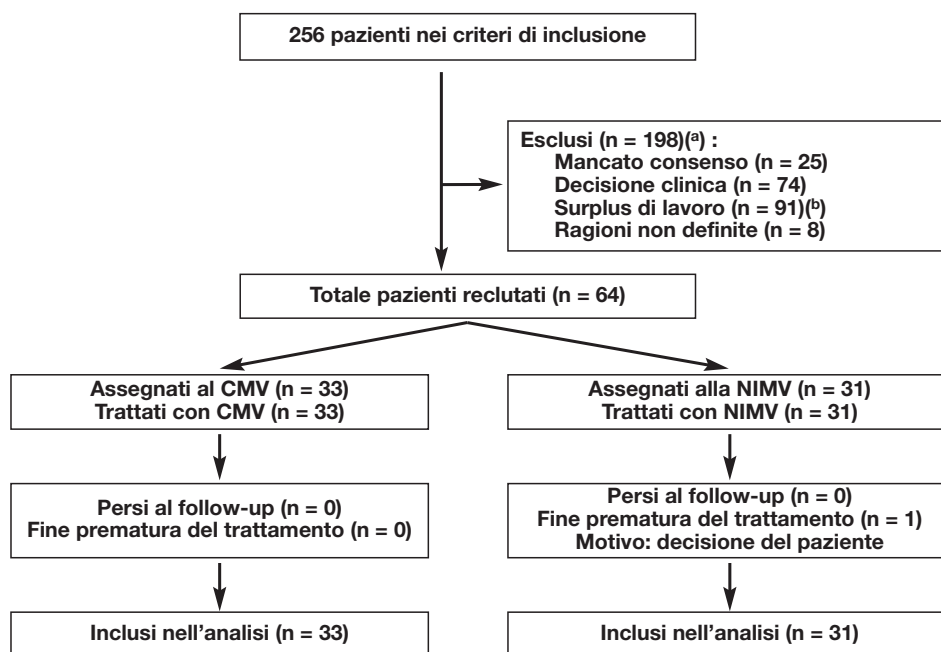 256 pazienti nei criteri di inclusione
Esclusi (n = 198)(ᵃ) :
Mancato consenso (n = 25)
Decisione clinica (n = 74)
Surplus di lavoro (n = 91)(ᵇ)
Ragioni non definite (n = 8)
Totale pazienti reclutati (n = 64)
Assegnati al CMV (n = 33)
Trattati con CMV (n = 33)
Assegnati alla NIMV (n = 31)
Trattati con NIMV (n = 31)
Persi al follow-up (n = 0)
Fine prematura del trattamento (n = 0)
Persi al follow-up (n = 0)
Fine prematura del trattamento (n = 1)
Motivo: decisione del paziente
Inclusi nell'analisi (n = 33)
Inclusi nell'analisi (n = 31)